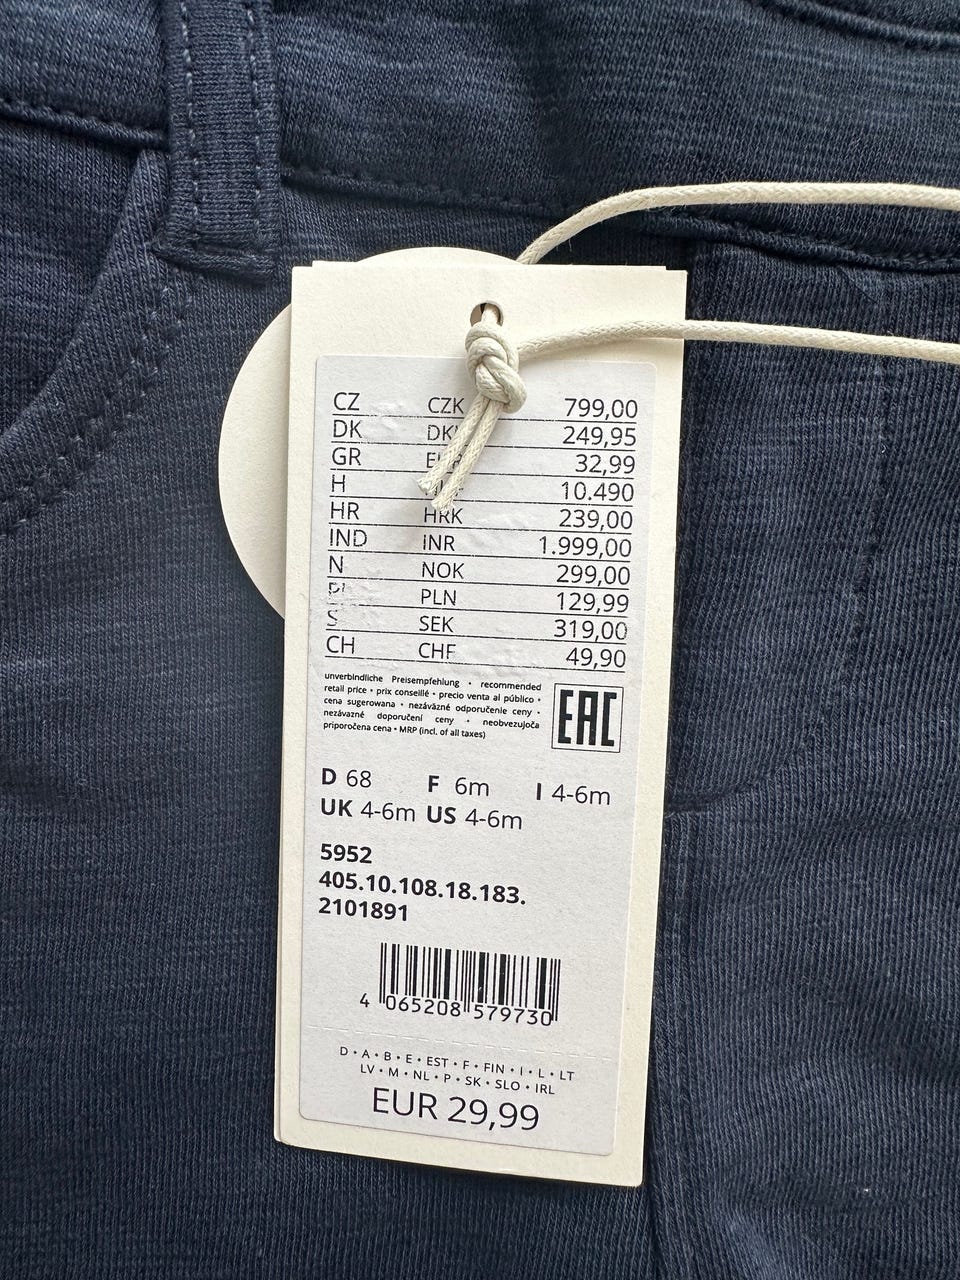 CZ CZK 799,00
DK 249,95
GR 32,99
H 10.490
HR HRK 239,00
IND INR 1.999,00
N NOK 299,00
PLN 129,99
S SEK 319,00
CH CHF 49,90
unverbindliche Preisempfehlung • recommended
retail price • prix conseillé • precio venta al público •
cena sugerowana • nezáväzné odporučenie ceny •
nezávazné doporučení ceny • neobvezujoča
priporočena cena • MRP (incl. of all taxes)
EAC
D 68 F 6m I 4-6m
UK 4-6m US 4-6m
5952
405.10.108.18.183.
2101891
4 065208 579730
D • A • B • E • EST • F • FIN • I • L • LT
LV • M • NL • P • SK • SLO • IRL
EUR 29,99